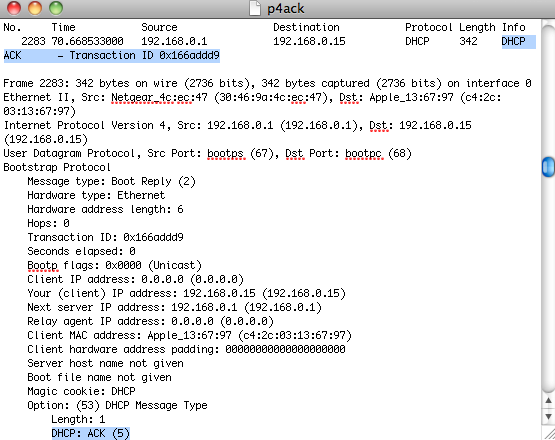 p4ack
No. Time Source Destination Protocol Length Info
2283 70.668533000 192.168.0.1 192.168.0.15 DHCP 342 DHCP
ACK - Transaction ID 0x166addd9
Frame 2283: 342 bytes on wire (2736 bits), 342 bytes captured (2736 bits) on interface 0
Ethernet II, Src: Netgear_4c:ec:47 (30:46:9a:4c:ec:47), Dst: Apple_13:67:97 (c4:2c:
03:13:67:97)
Internet Protocol Version 4, Src: 192.168.0.1 (192.168.0.1), Dst: 192.168.0.15
(192.168.0.15)
User Datagram Protocol, Src Port: bootps (67), Dst Port: bootpc (68)
Bootstrap Protocol
Message type: Boot Reply (2)
Hardware type: Ethernet
Hardware address length: 6
Hops: 0
Transaction ID: 0x166addd9
Seconds elapsed: 0
Bootp flags: 0x0000 (Unicast)
Client IP address: 0.0.0.0 (0.0.0.0)
Your (client) IP address: 192.168.0.15 (192.168.0.15)
Next server IP address: 192.168.0.1 (192.168.0.1)
Relay agent IP address: 0.0.0.0 (0.0.0.0)
Client MAC address: Apple_13:67:97 (c4:2c:03:13:67:97)
Client hardware address padding: 00000000000000000000
Server host name not given
Boot file name not given
Magic cookie: DHCP
Option: (53) DHCP Message Type
Length: 1
DHCP: ACK (5)